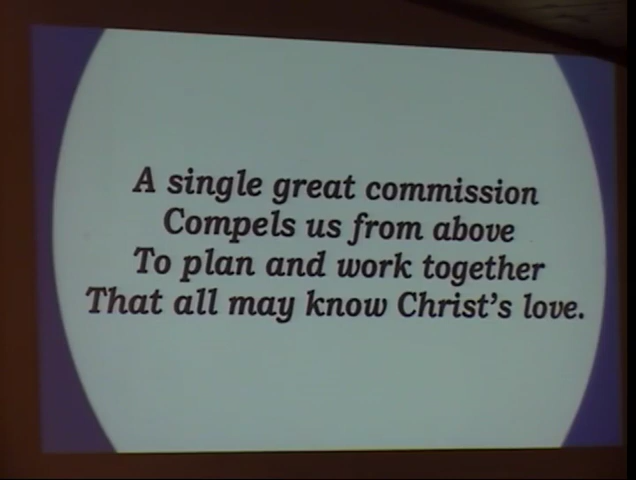 A single great commission
Compels us from above
To plan and work together
That all may know Christ's love.